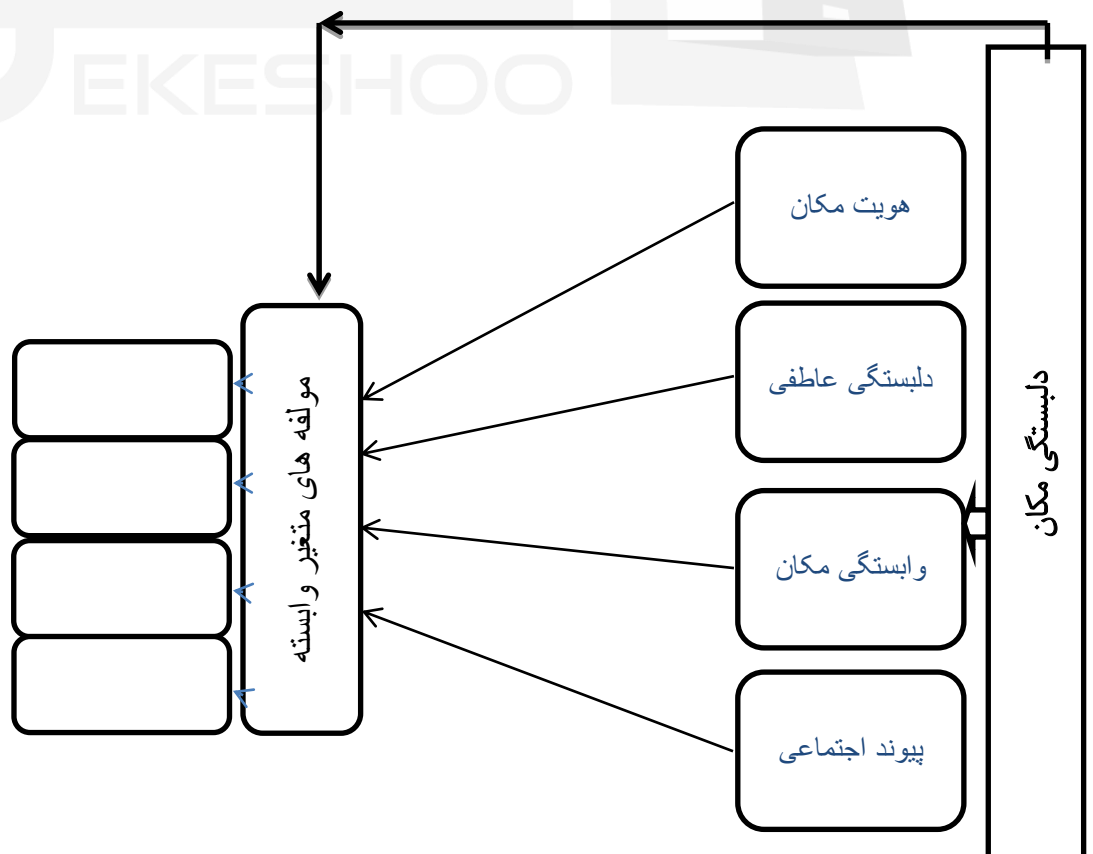 EKESHOO
هویت مکان
دلبستگی عاطفی
وابستگی مکان
پیوند اجتماعی
دلبستگی مکان
مولفه های متغیر وابسته